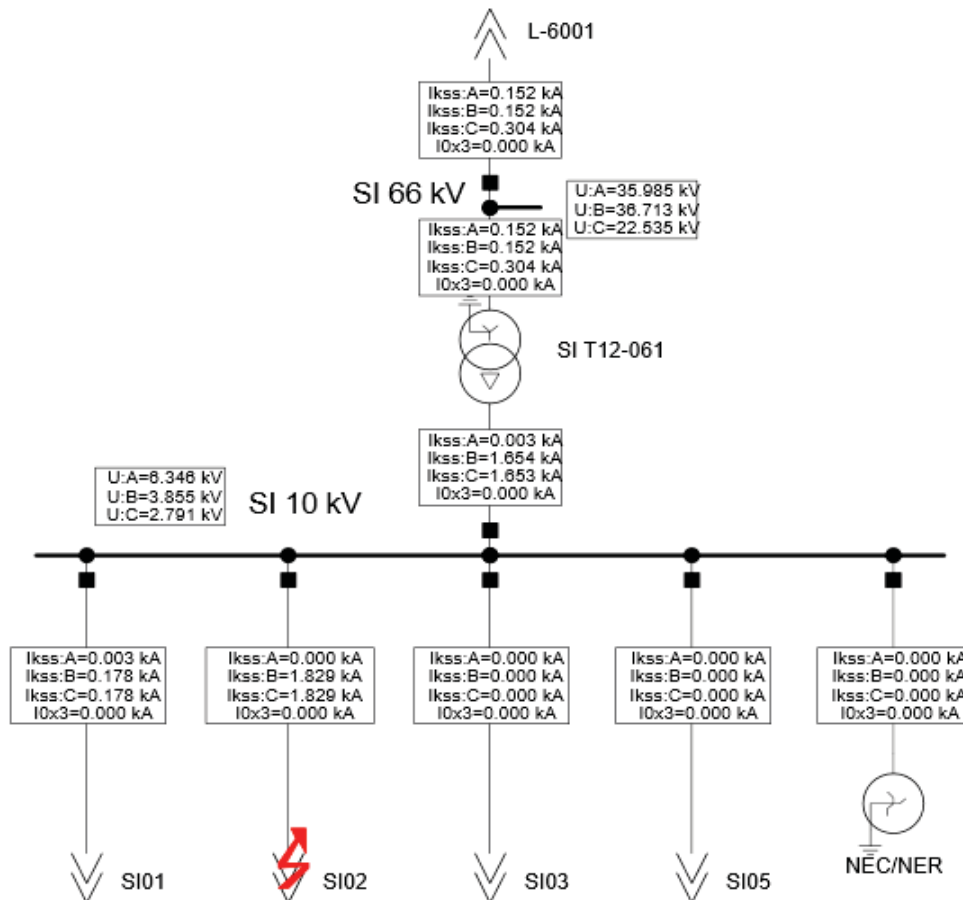 L-6001
Ikss:A=0.152 kA
Ikss:B=0.152 kA
Ikss:C=0.304 kA
I0x3=0.000 kA
SI 66 kV
U:A=35.985 kV
U:B=36.713 kV
U:C=22.535 kV
Ikss:A=0.152 kA
Ikss:B=0.152 kA
Ikss:C=0.304 kA
I0x3=0.000 kA
SI T12-061
Ikss:A=0.003 kA
Ikss:B=1.654 kA
Ikss:C=1.653 kA
I0x3=0.000 kA
U:A=6.346 kV
U:B=3.855 kV
U:C=2.791 kV
SI 10 kV
Ikss:A=0.003 kA
Ikss:B=0.178 kA
Ikss:C=0.178 kA
I0x3=0.000 kA
Ikss:A=0.000 kA
Ikss:B=1.829 kA
Ikss:C=1.829 kA
I0x3=0.000 kA
Ikss:A=0.000 kA
Ikss:B=0.000 kA
Ikss:C=0.000 kA
I0x3=0.000 kA
Ikss:A=0.000 kA
Ikss:B=0.000 kA
Ikss:C=0.000 kA
I0x3=0.000 kA
Ikss:A=0.000 kA
Ikss:B=0.000 kA
Ikss:C=0.000 kA
I0x3=0.000 kA
SI01
SI02
SI03
SI05
NEC/NER